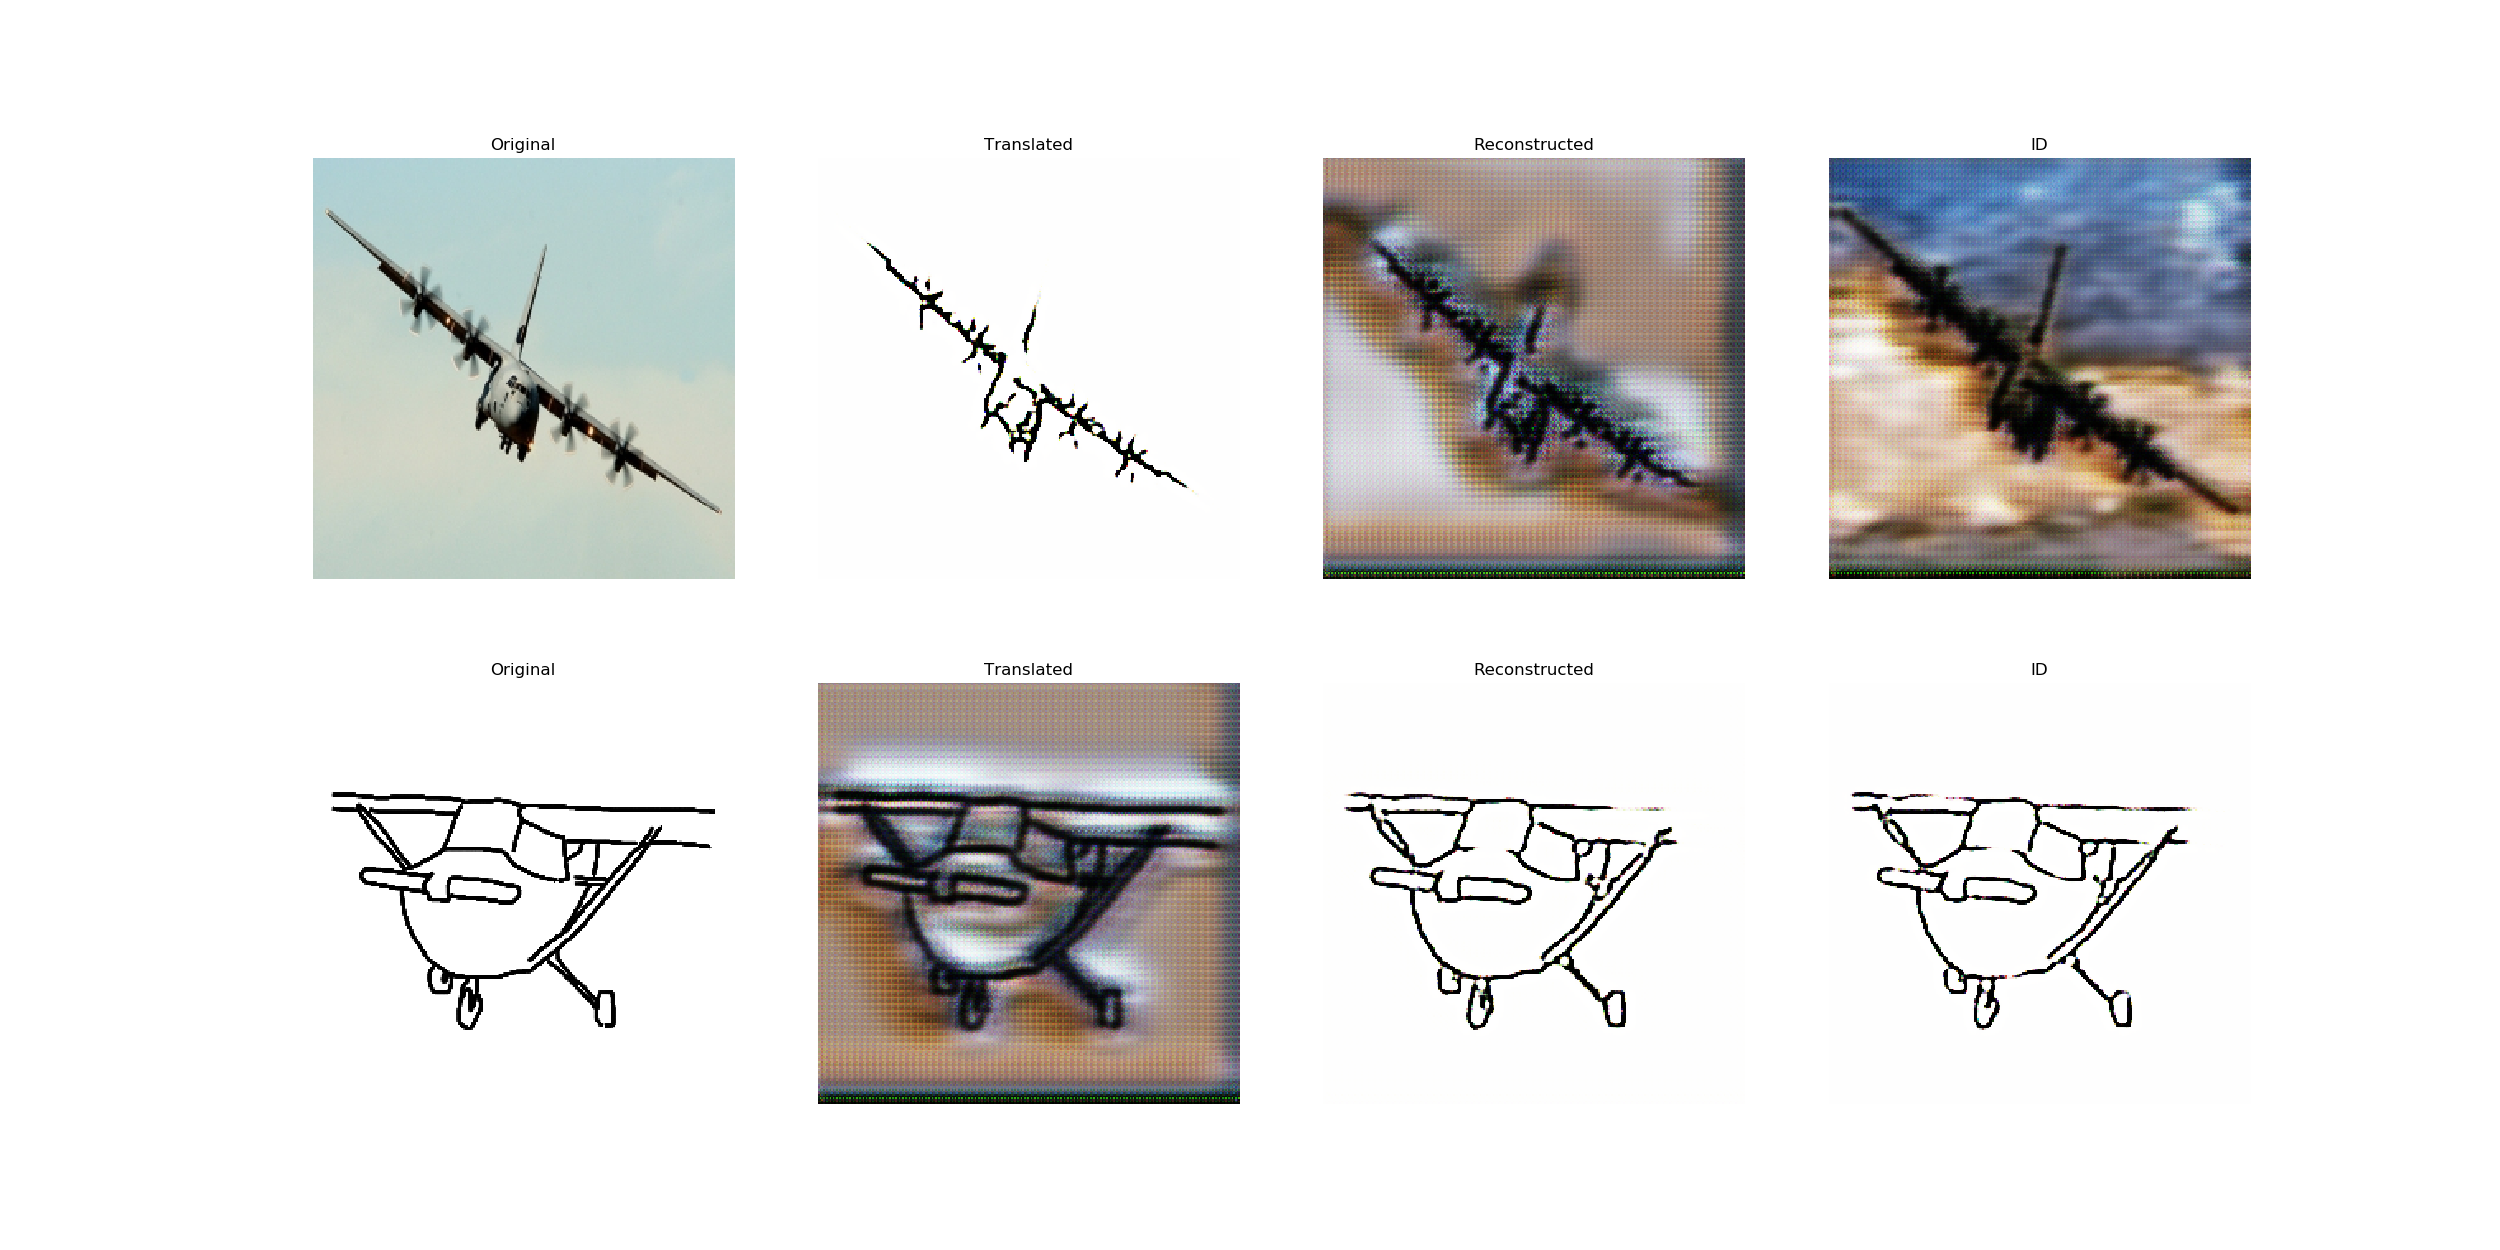 Original
Translated
Reconstructed
ID
Original
Translated
Reconstructed
ID